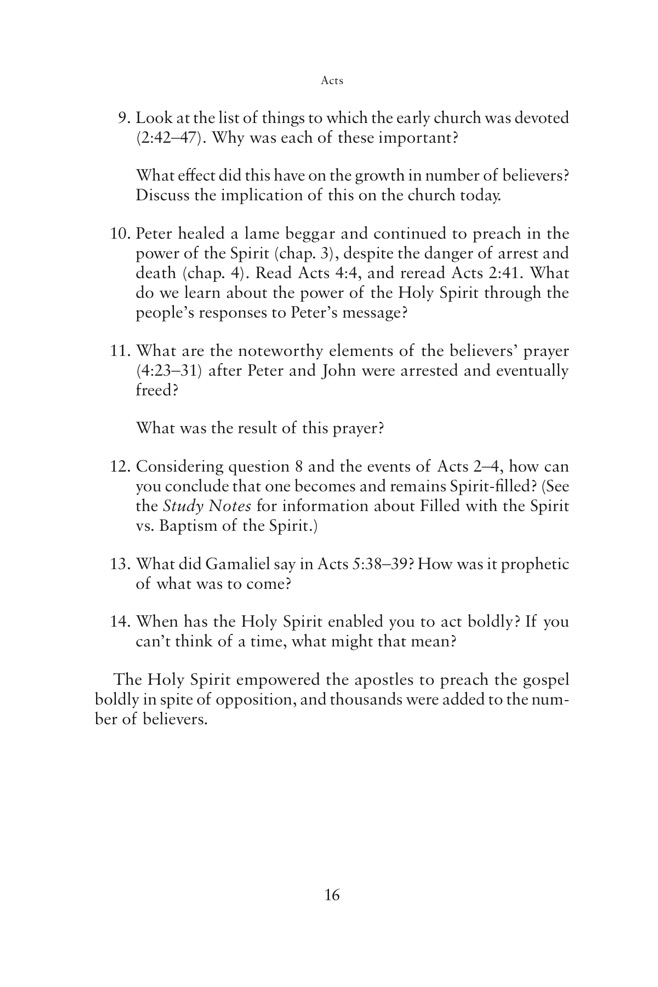 Acts
9. Look at the list of things to which the early church was devoted
(2:42–47). Why was each of these important?
What effect did this have on the growth in number of believers?
Discuss the implication of this on the church today.
10. Peter healed a lame beggar and continued to preach in the
power of the Spirit (chap. 3), despite the danger of arrest and
death (chap. 4). Read Acts 4:4, and reread Acts 2:41. What
do we learn about the power of the Holy Spirit through the
people’s responses to Peter’s message?
11. What are the noteworthy elements of the believers’ prayer
(4:23–31) after Peter and John were arrested and eventually
freed?
What was the result of this prayer?
12. Considering question 8 and the events of Acts 2–4, how can
you conclude that one becomes and remains Spirit-filled? (See
the Study Notes for information about Filled with the Spirit
vs. Baptism of the Spirit.)
13. What did Gamaliel say in Acts 5:38–39? How was it prophetic
of what was to come?
14. When has the Holy Spirit enabled you to act boldly? If you
can’t think of a time, what might that mean?
The Holy Spirit empowered the apostles to preach the gospel
boldly in spite of opposition, and thousands were added to the num-
ber of believers.
16